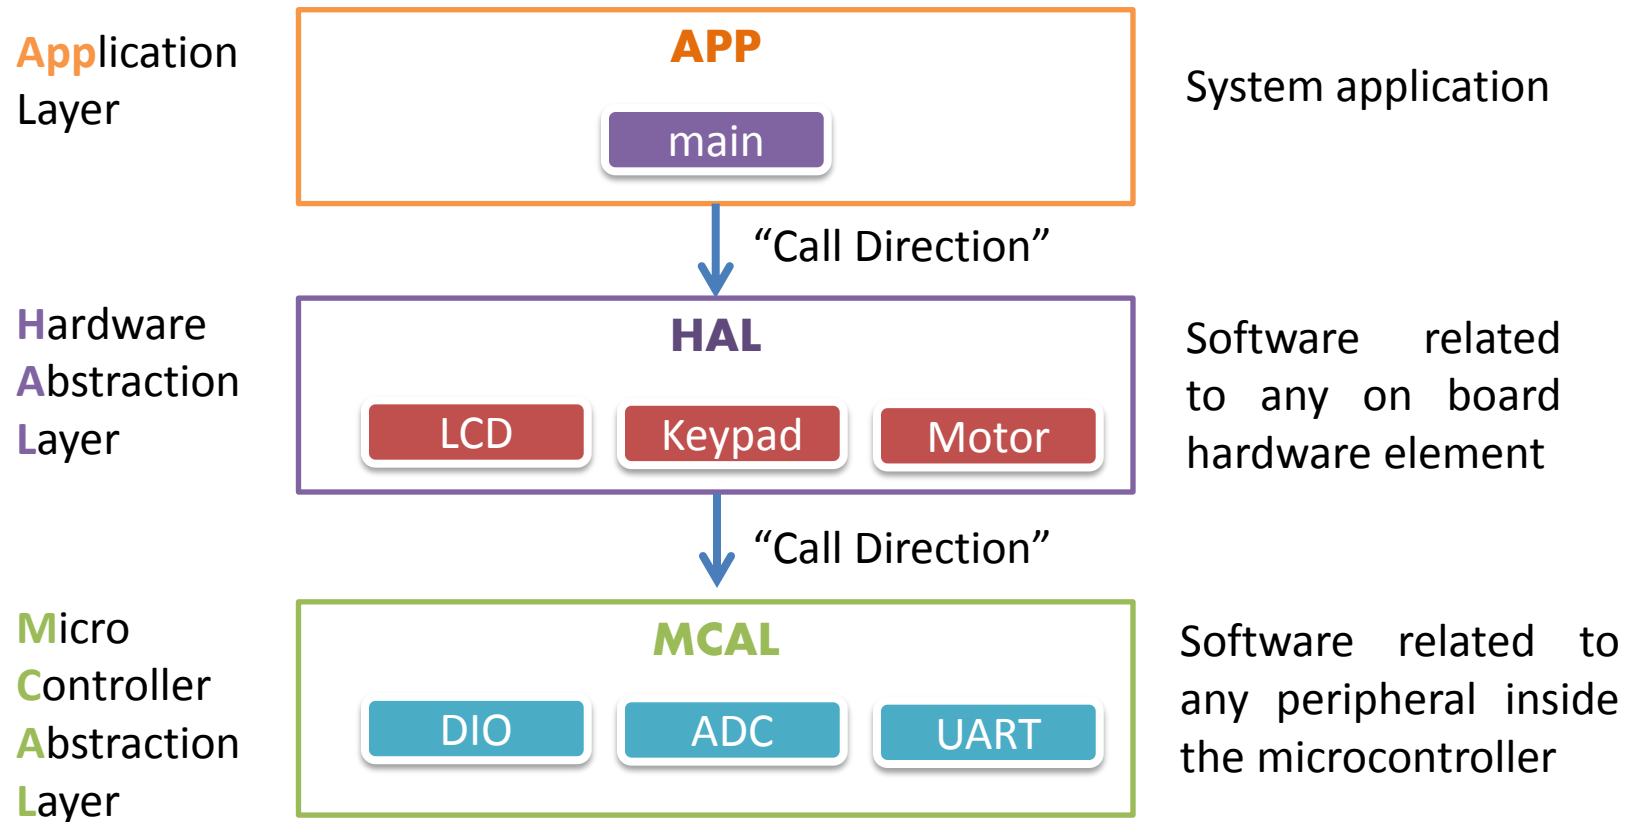 Application
Layer
APP
main
System application
“Call Direction”
Hardware
Abstraction
Layer
HAL
LCD
Keypad
Motor
Software related
to any on board
hardware element
“Call Direction”
Micro
Controller
Abstraction
Layer
MCAL
DIO
ADC
UART
Software related to
any peripheral inside
the microcontroller